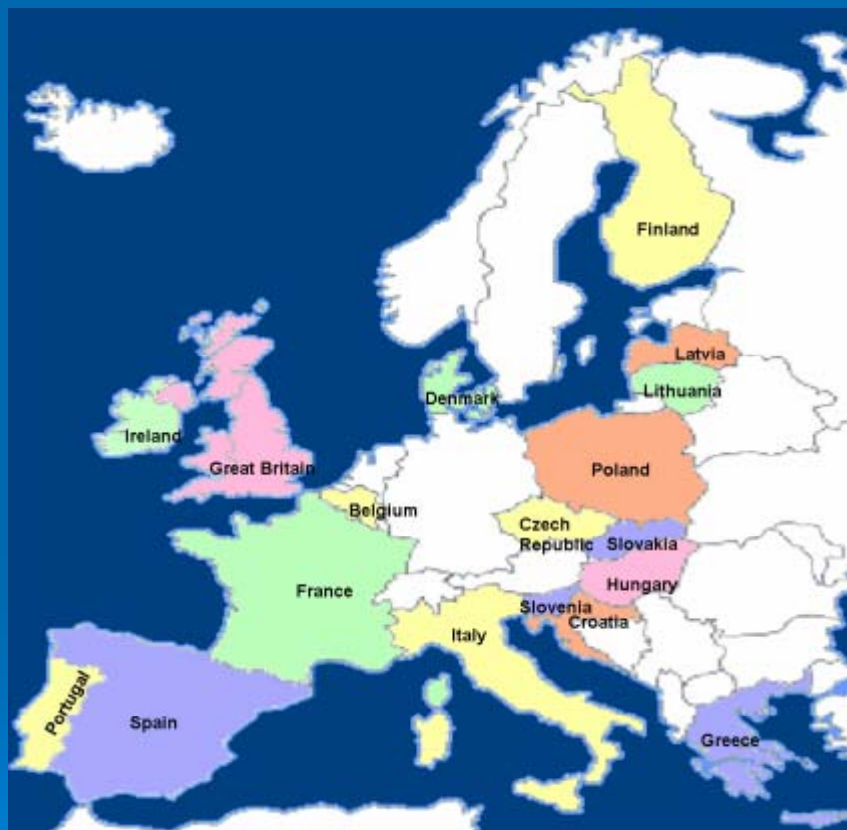 Finland
Latvia
Lithuania
Denmark
Ireland
Great Britain
Poland
Belgium
Czech
Republic
Slovakia
France
Hungary
Slovenia
Croatia
Italy
Portugal
Spain
Greece